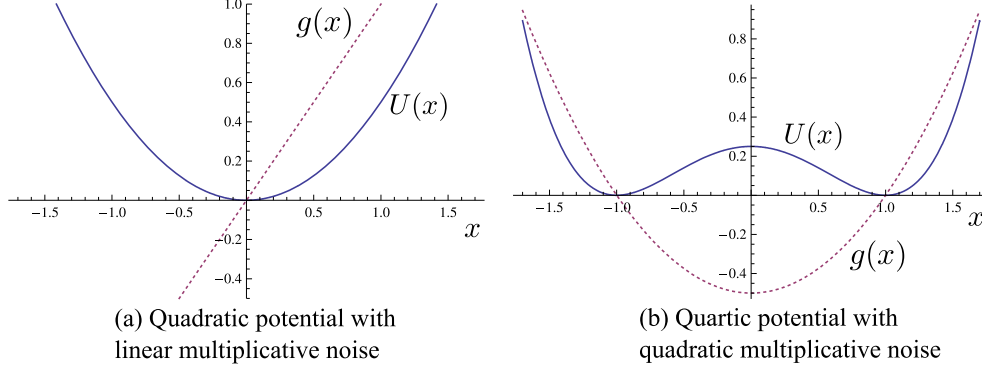 1.0
g(x)
0.8
0.6
U(x)
0.4
0.2
−1.5 −1.0 −0.5 0.5 1.0 1.5
x
−0.2
−0.4
(a) Quadratic potential with
linear multiplicative noise
0.8
0.6
0.4
U(x)
0.2
−1.5 −1.0 −0.5 0.5 1.0 1.5
x
−0.2
g(x)
−0.4
(b) Quartic potential with
quadratic multiplicative noise